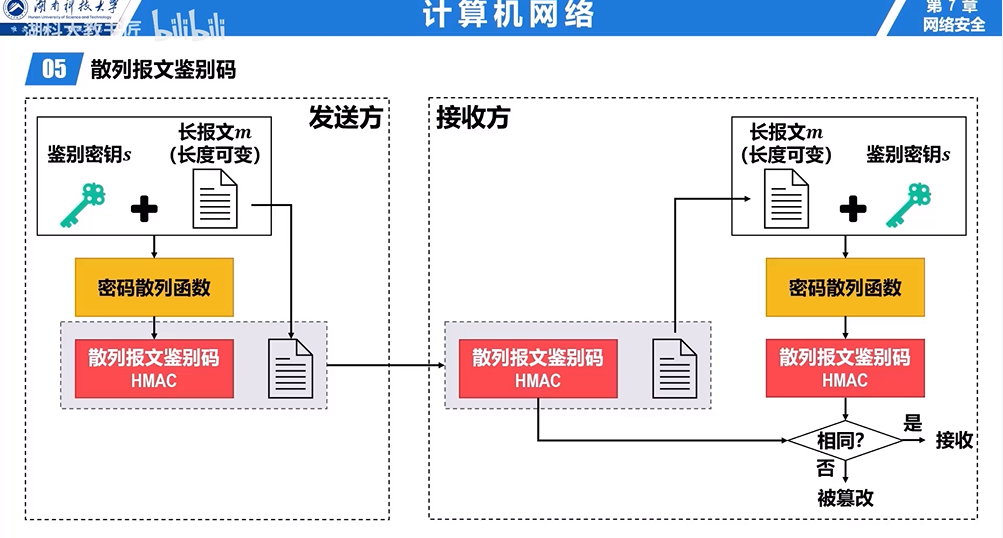 湖南科技大学
Hunan University of Science and Technology
湖科大教书匠
bilibili
计算机网络
第 7 章
网络安全
05 散列报文鉴别码
发送方
鉴别密钥s
长报文m
（长度可变）
密码散列函数
散列报文鉴别码
HMAC
接收方
散列报文鉴别码
HMAC
长报文m
（长度可变）
鉴别密钥s
密码散列函数
散列报文鉴别码
HMAC
相同？
是
接收
否
被篡改